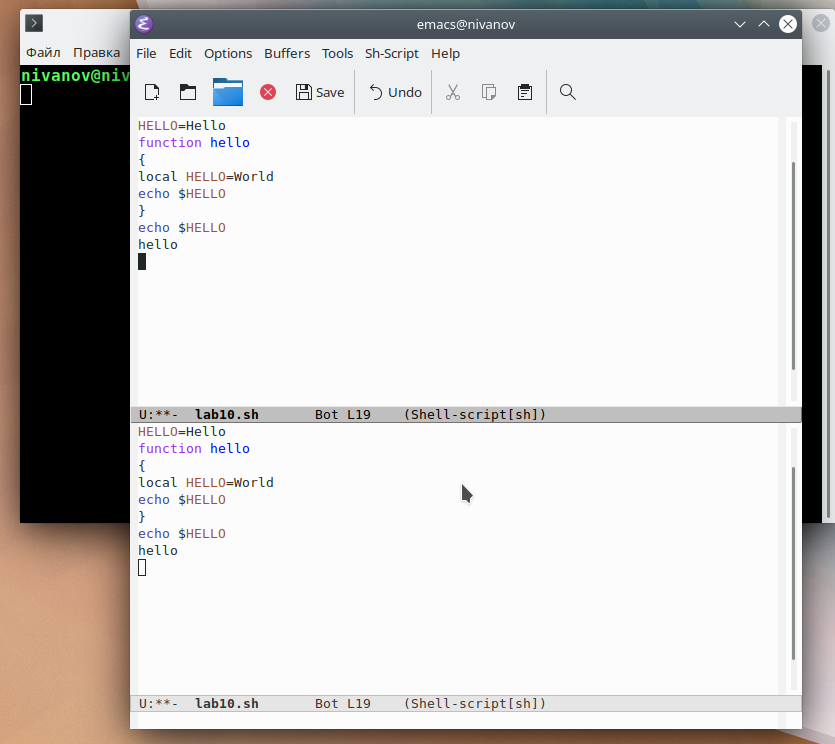 emacs@nivanov
Файл Правка
File Edit Options Buffers Tools Sh-Script Help
nivanov@niv
Save Undo
HELLO=Hello
function hello
{
local HELLO=World
echo $HELLO
}
echo $HELLO
hello
U:**- lab10.sh Bot L19 (Shell-script[sh])
HELLO=Hello
function hello
{
local HELLO=World
echo $HELLO
}
echo $HELLO
hello
U:**- lab10.sh Bot L19 (Shell-script[sh])